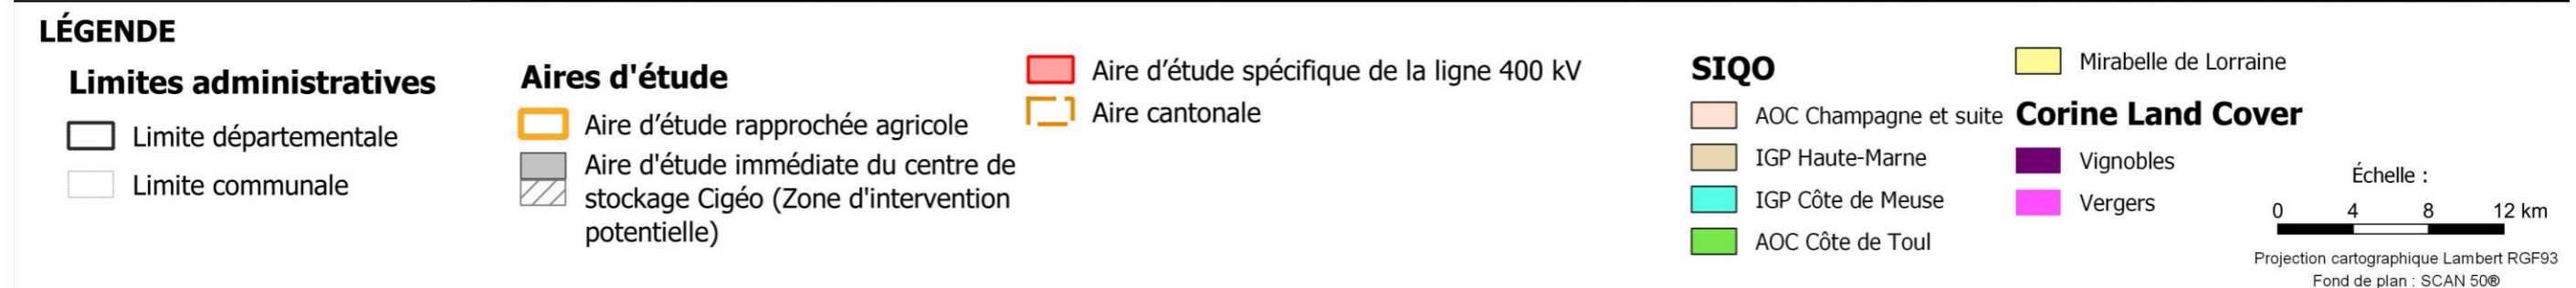 LÉGENDE
Limites administratives
Limite départementale
Limite communale
Aires d'étude
Aire d’étude rapprochée agricole
Aire d'étude immédiate du centre de
stockage Cigéo (Zone d'intervention
potentielle)
Aire d’étude spécifique de la ligne 400 kV
Aire cantonale
SIQO
AOC Champagne et suite
IGP Haute-Marne
IGP Côte de Meuse
AOC Côte de Toul
Mirabelle de Lorraine
Corine Land Cover
Vignobles
Vergers
Échelle :
0 4 8 12 km
Projection cartographique Lambert RGF93
Fond de plan : SCAN 50®